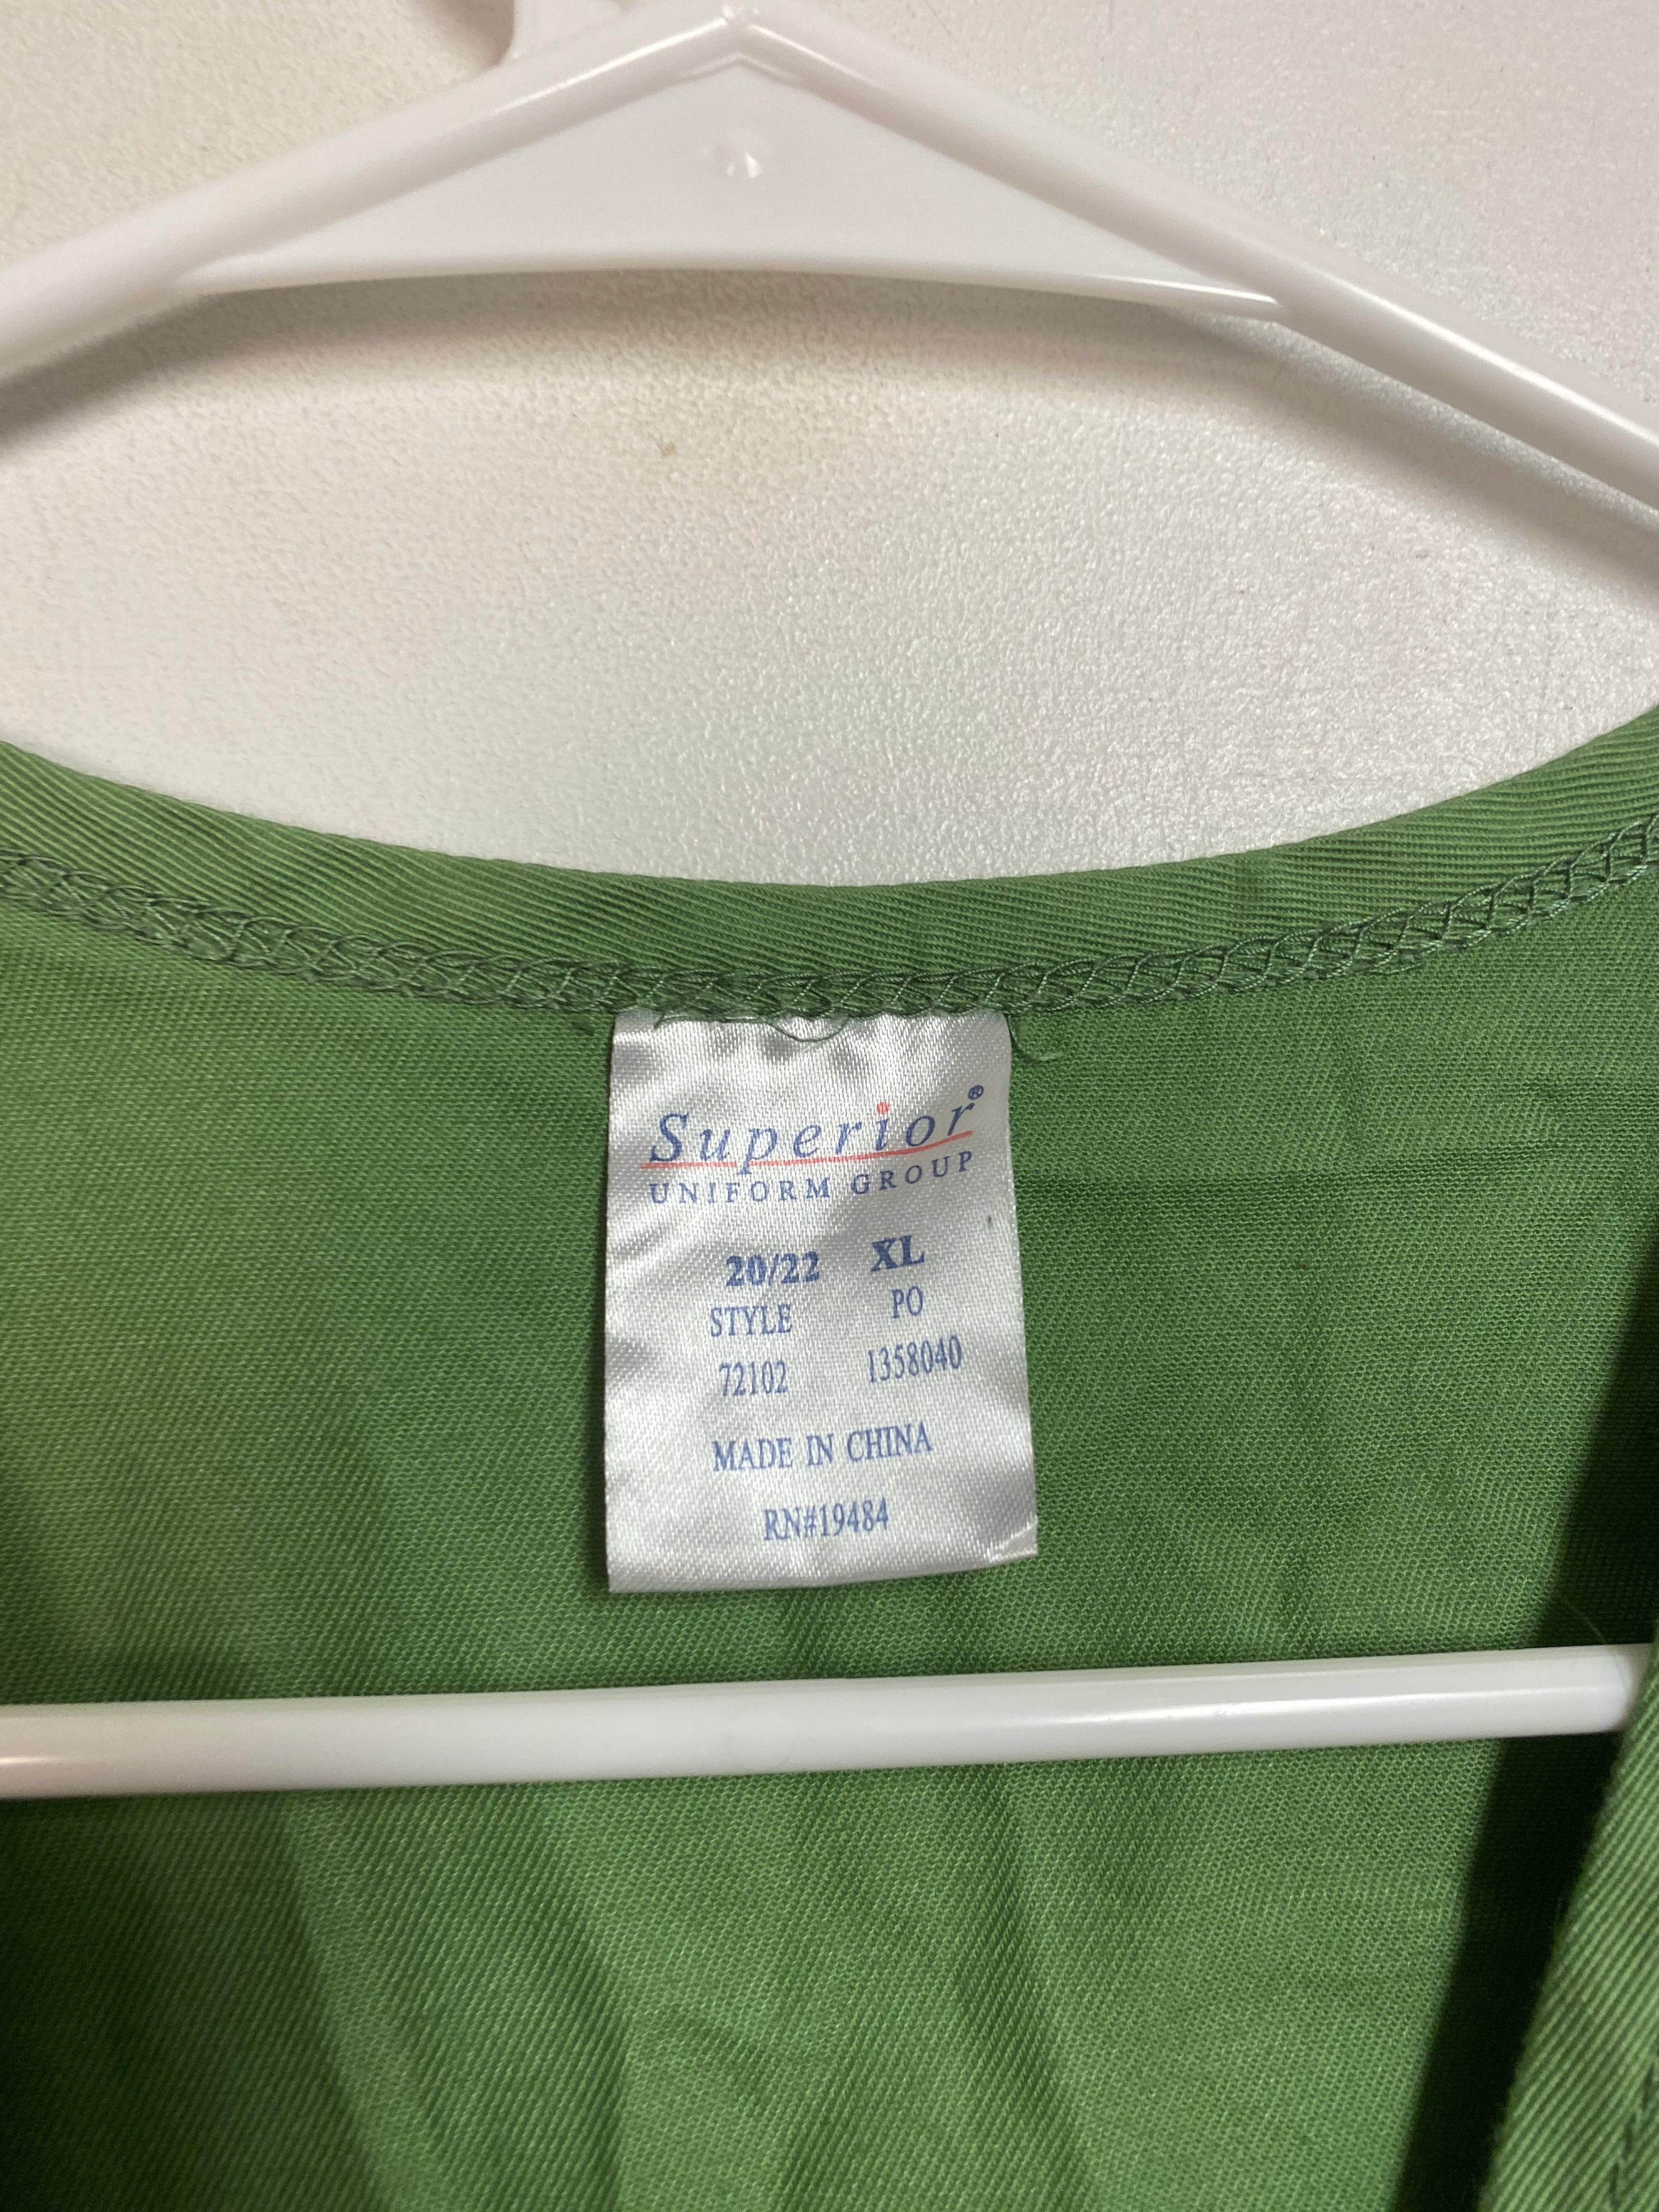 Superior®
UNIFORM GROUP
20/22 XL
STYLE PO
72102 1358040
MADE IN CHINA
RN#19484